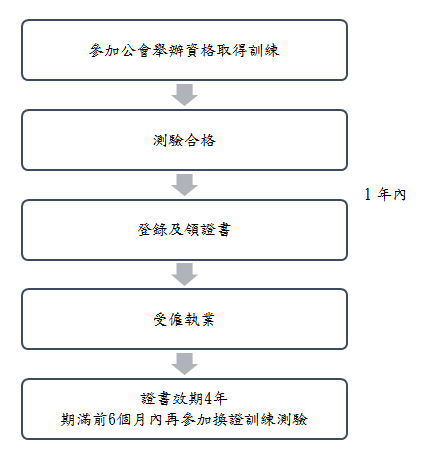 參加公會舉辦資格取得訓練
測驗合格
1 年內
登錄及領證書
受僱執業
證書效期4年
期滿前6個月內再參加換證訓練測驗